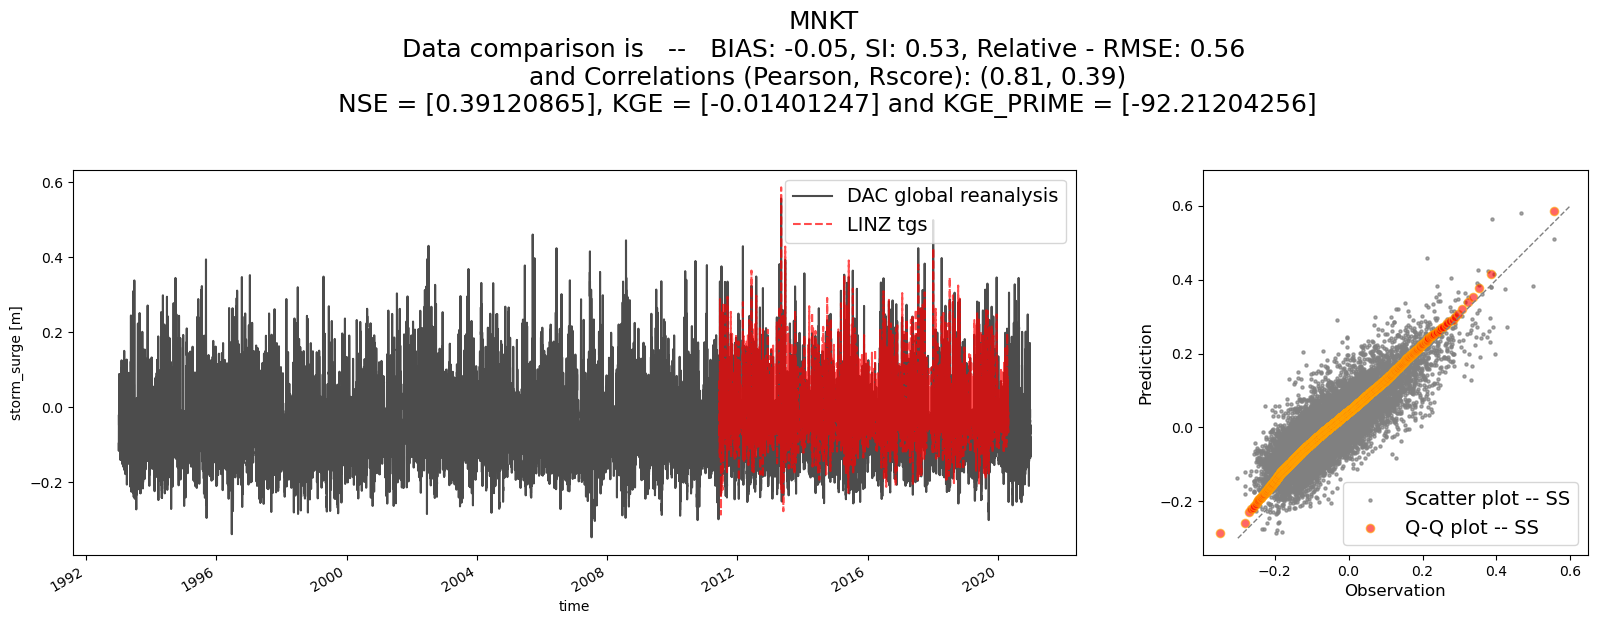 MNKT
Data comparison is   --   BIAS: -0.05, SI: 0.53, Relative - RMSE: 0.56
and Correlations (Pearson, Rscore): (0.81, 0.39)
NSE = [0.39120865], KGE = [-0.01401247] and KGE_PRIME = [-92.21204256]
storm_surge [m]
0.6
0.4
0.2
0.0
−0.2
DAC global reanalysis
LINZ tgs
1992
1996
2000
2004
2008
2012
2016
2020
time
Prediction
0.6
0.4
0.2
0.0
−0.2
Scatter plot -- SS
Q-Q plot -- SS
−0.2
0.0
0.2
0.4
0.6
Observation